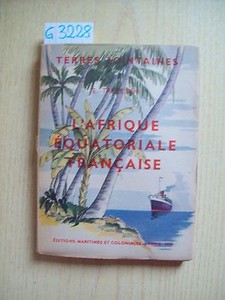 G 3228
TERRES LOINTAINES
L'AFRIQUE
ÉQUATORIALE
FRANÇAISE
ÉDITIONS MARITIMES ET COLONIALES